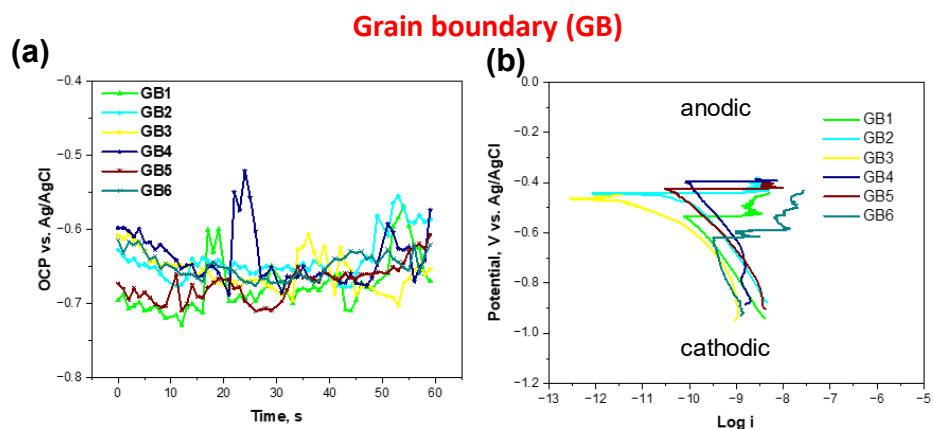 Grain boundary (GB)
(a)
OCP vs. Ag/AgCl
−0.4
−0.5
−0.6
−0.7
−0.8
GB1
GB2
GB3
GB4
GB5
GB6
0
10
20
30
40
50
60
Time, s
(b)
Potential, V vs. Ag/AgCl
0.0
−0.2
−0.4
−0.6
−0.8
−1.0
−1.2
anodic
GB1
GB2
GB3
GB4
GB5
GB6
cathodic
−13
−12
−11
−10
−9
−8
−7
−6
−5
Log i